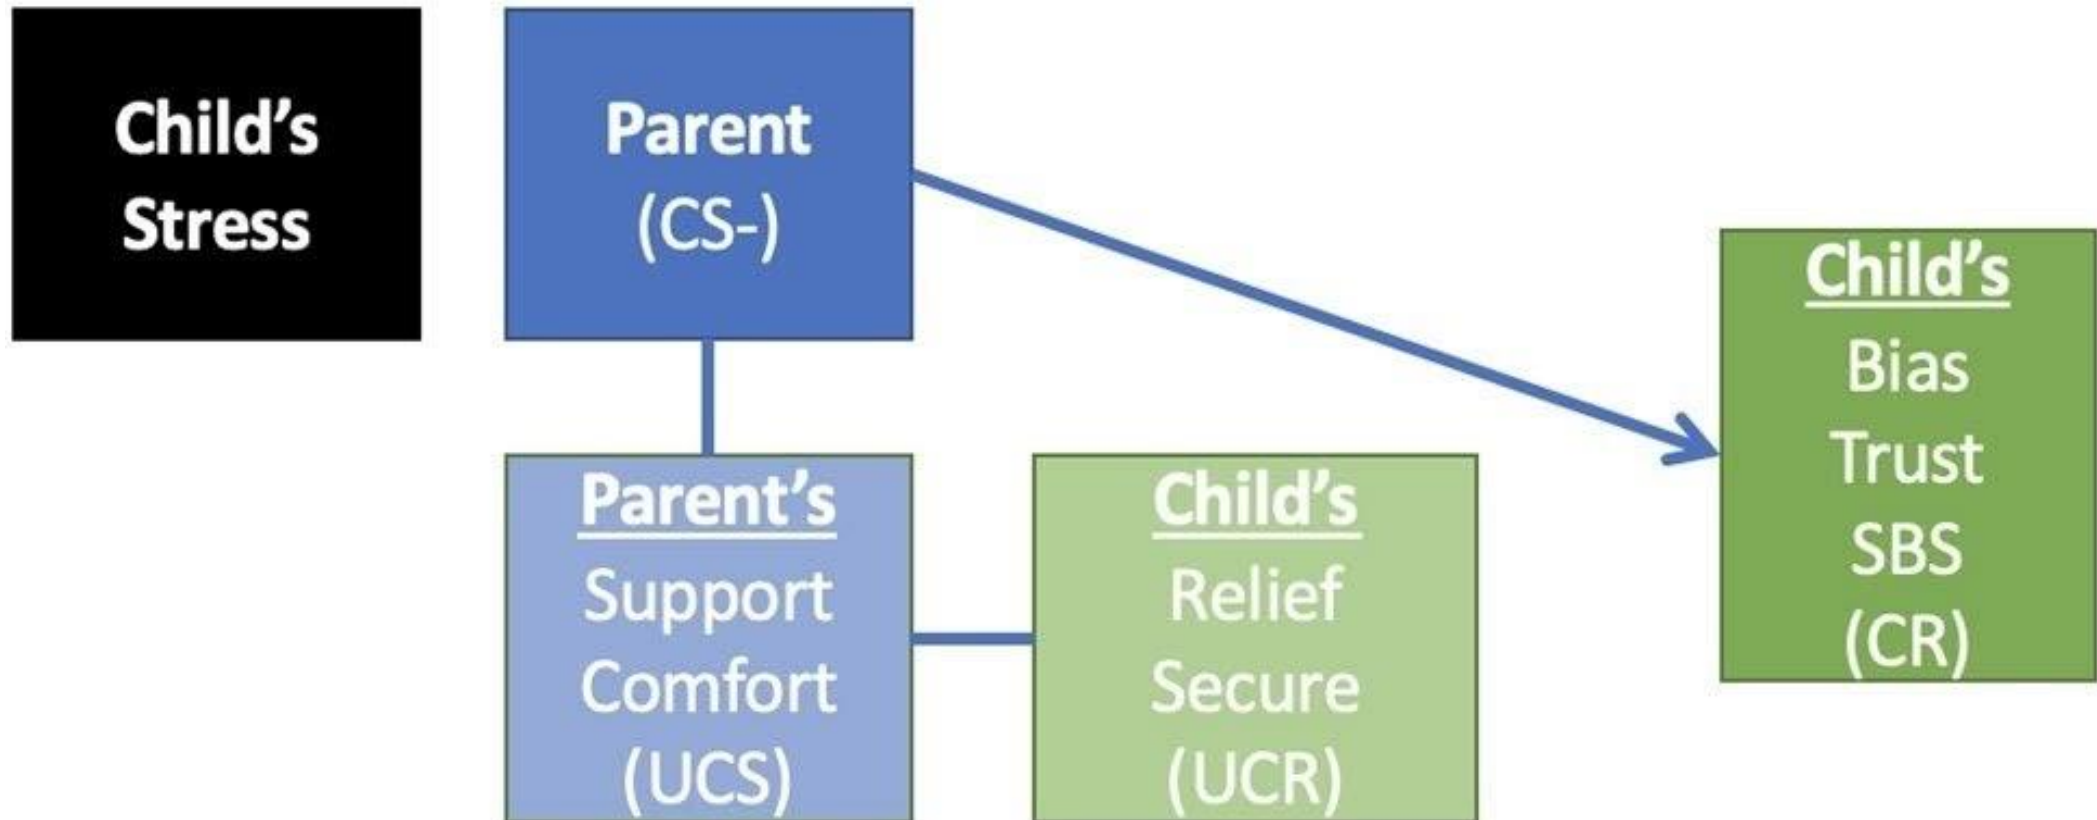 Child’s
Stress
Parent
(CS-)
Parent’s
Support
Comfort
(UCS)
Child’s
Relief
Secure
(UCR)
Child’s
Bias
Trust
SBS
(CR)